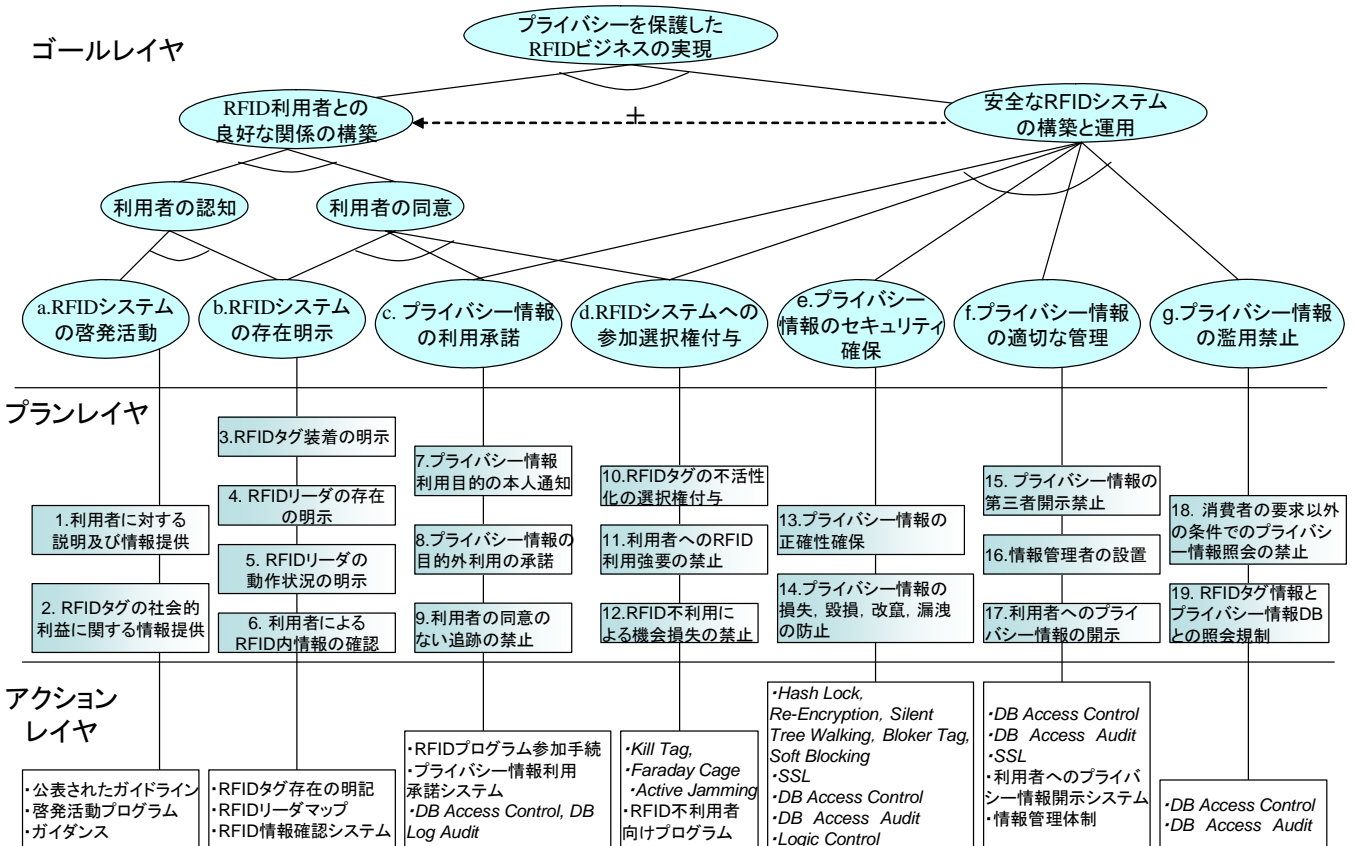 ゴールレイヤ
プライバシーを保護した
RFIDビジネスの実現
RFID利用者との
良好な関係の構築
+
安全なRFIDシステム
の構築と運用
利用者の認知
利用者の同意
a.RFIDシステム
の啓発活動
b.RFIDシステム
の存在明示
c. プライバシー情報
の利用承諾
d.RFIDシステムへの
参加選択権付与
e.プライバシー
情報のセキュリティ
確保
f.プライバシー情報
の適切な管理
g.プライバシー情報
の濫用禁止
プランレイヤ
1.利用者に対する
説明及び情報提供
2. RFIDタグの社会的
利益に関する情報提供
3.RFIDタグ装着の明示
4. RFIDリーダの存在
の明示
5. RFIDリーダの
動作状況の明示
6. 利用者による
RFID内情報の確認
7.プライバシー情報
利用目的の本人通知
8.プライバシー情報の
目的外利用の承諾
9.利用者の同意の
ない追跡の禁止
10.RFIDタグの不活性
化の選択権付与
11.利用者へのRFID
利用強要の禁止
12.RFID不利用に
よる機会損失の禁止
13.プライバシー情報の
正確性確保
14.プライバシー情報の
損失, 毀損, 改竄, 漏洩
の防止
15. プライバシー情報の
第三者開示禁止
16.情報管理者の設置
17.利用者へのプライ
バシー情報の開示
18. 消費者の要求以外
の条件でのプライバシ
ー情報照会の禁止
19. RFIDタグ情報と
プライバシー情報DB
との照会規制
アクション
レイヤ
・公表されたガイドライン
・啓発活動プログラム
・ガイダンス
・RFIDタグ存在の明記
・RFIDリーダマップ
・RFID情報確認システム
・RFIDプログラム参加手続
・プライバシー情報利用
承諾システム
・DB Access Control, DB
Log Audit
・Kill Tag,
・Faraday Cage
・Active Jamming
・RFID不利用者
向けプログラム
・Hash Lock,
Re-Encryption, Silent
Tree Walking, Bloker Tag,
Soft Blocking
・SSL
・DB Access Control
・DB Access Audit
・Logic Control
・DB Access Control
・DB Access Audit
・SSL
・利用者へのプライバ
シー情報開示システム
・情報管理体制
・DB Access Control
・DB Access Audit